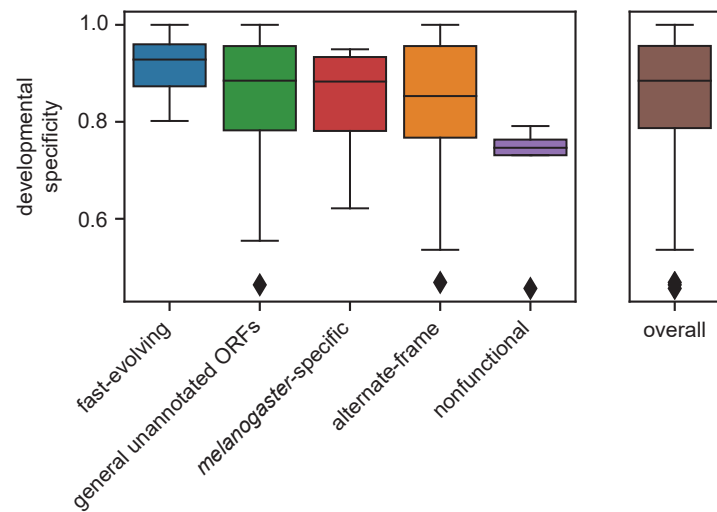 developmental
specificity
1.0
0.8
0.6
fast-evolving
general unannotated ORFs
melanogaster-specific
alternate-frame
nonfunctional
overall